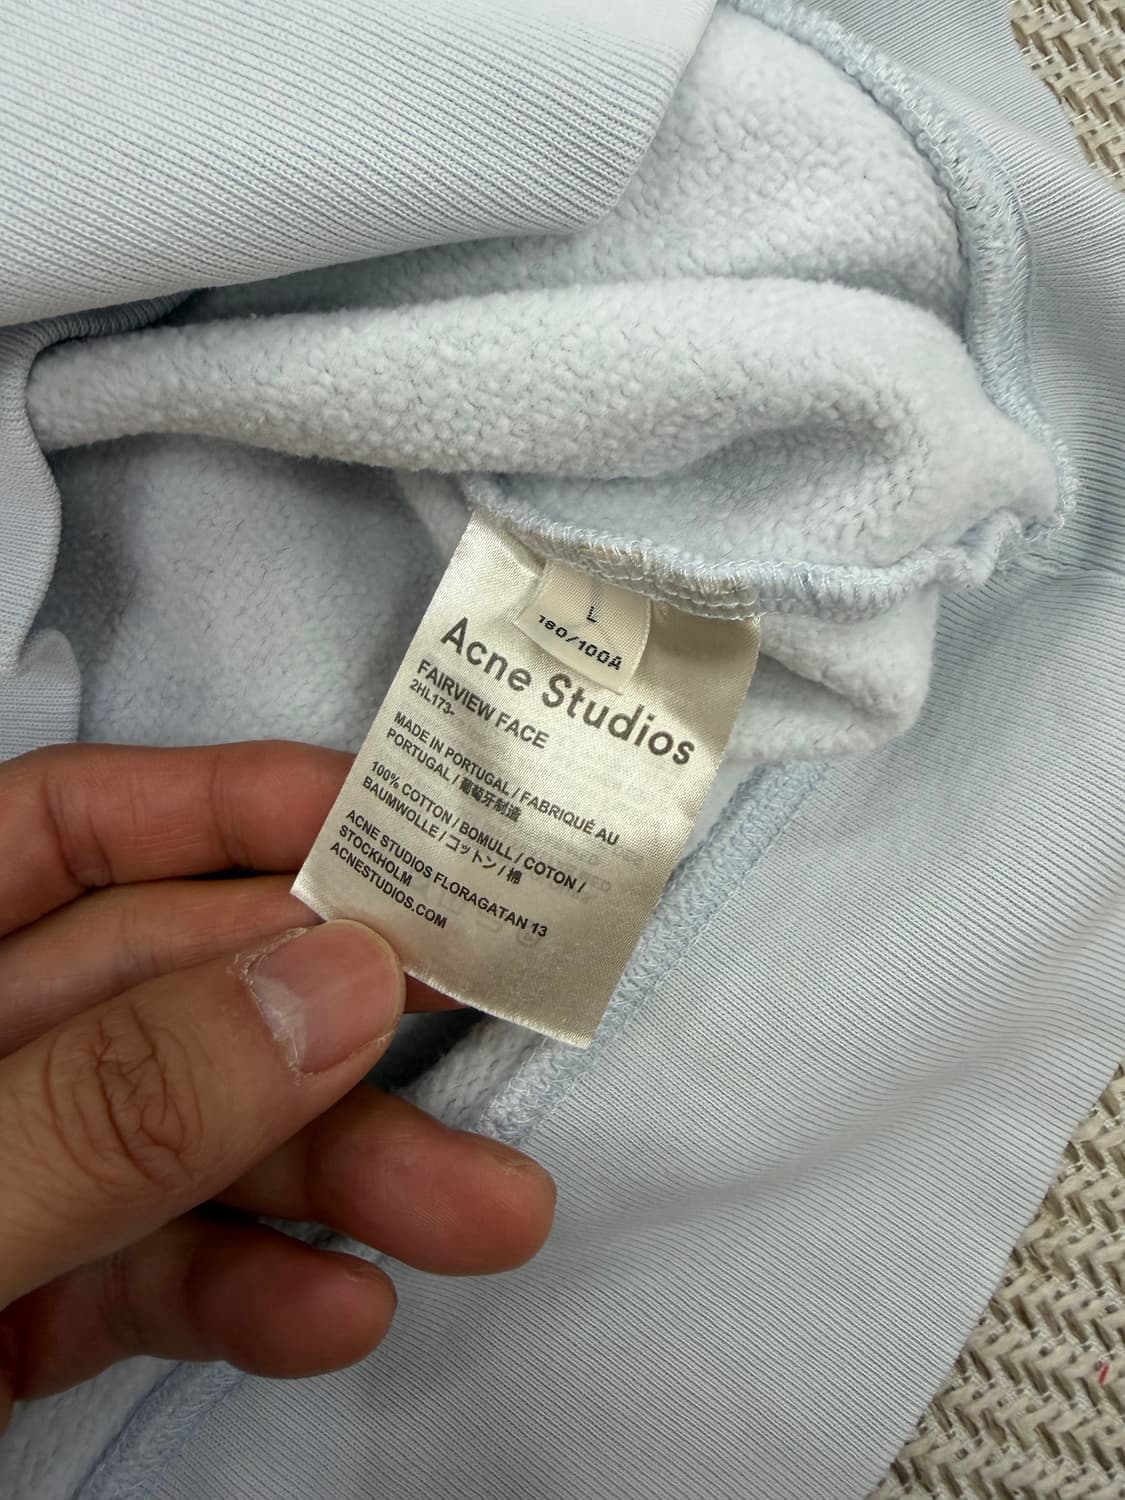 L
180/100A
Acne Studios
FAIRVIEW FACE
2HL173-
MADE IN PORTUGAL / FABRIQUÉ AU
PORTUGAL / 葡萄牙制造
100% COTTON / BOMULL / COTON /
BAUMWOLLE / コットン / 棉
ACNE STUDIOS FLORAGATAN 13
STOCKHOLM
ACNESTUDIOS.COM